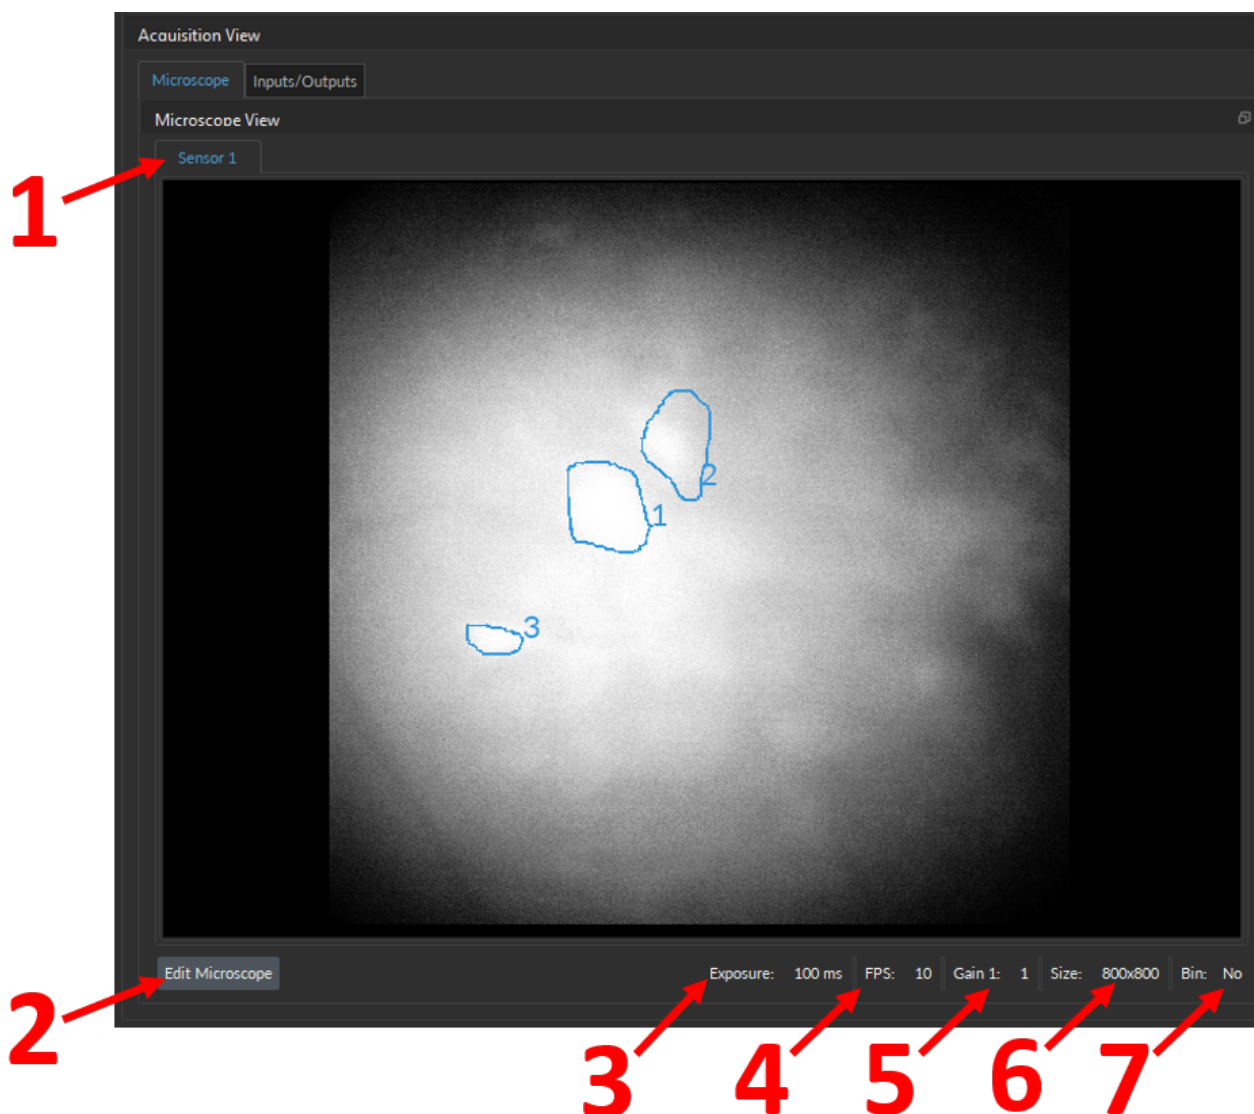 Acquisition View
Microscope Inputs/Outputs
Microscope View
Sensor 1
1
2
1
3
Edit Microscope Exposure: 100 ms FPS: 10 Gain 1: 1 Size: 800x800 Bin: No
2
3 4 5 6 7